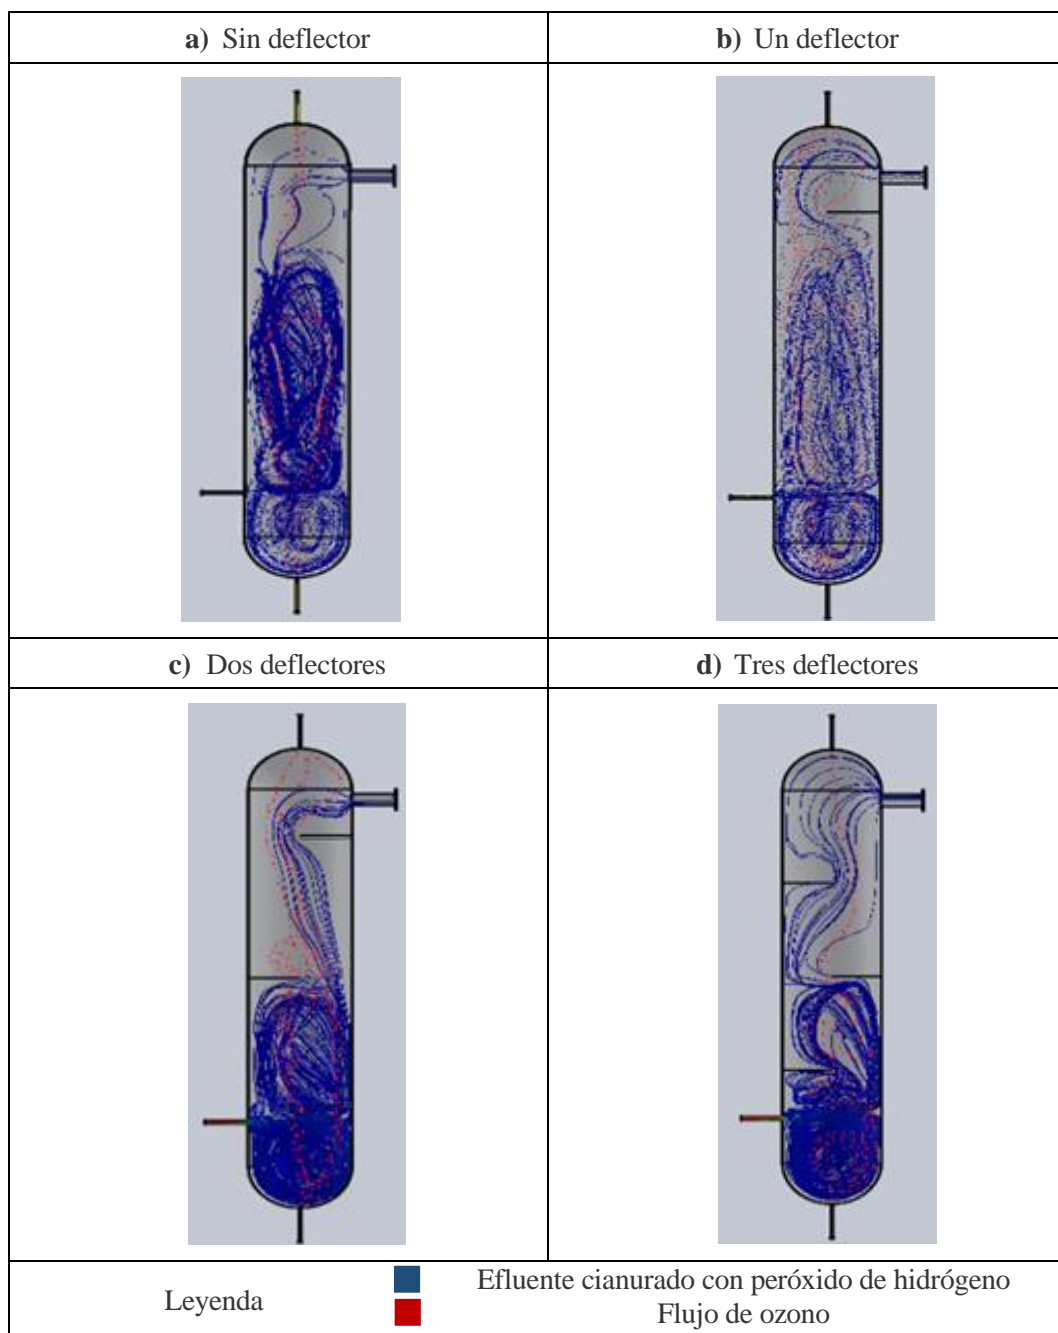 a) Sin deflector
b) Un deflector
c) Dos deflectores
d) Tres deflectores
Leyenda
Efluente cianurado con peróxido de hidrógeno
Flujo de ozono